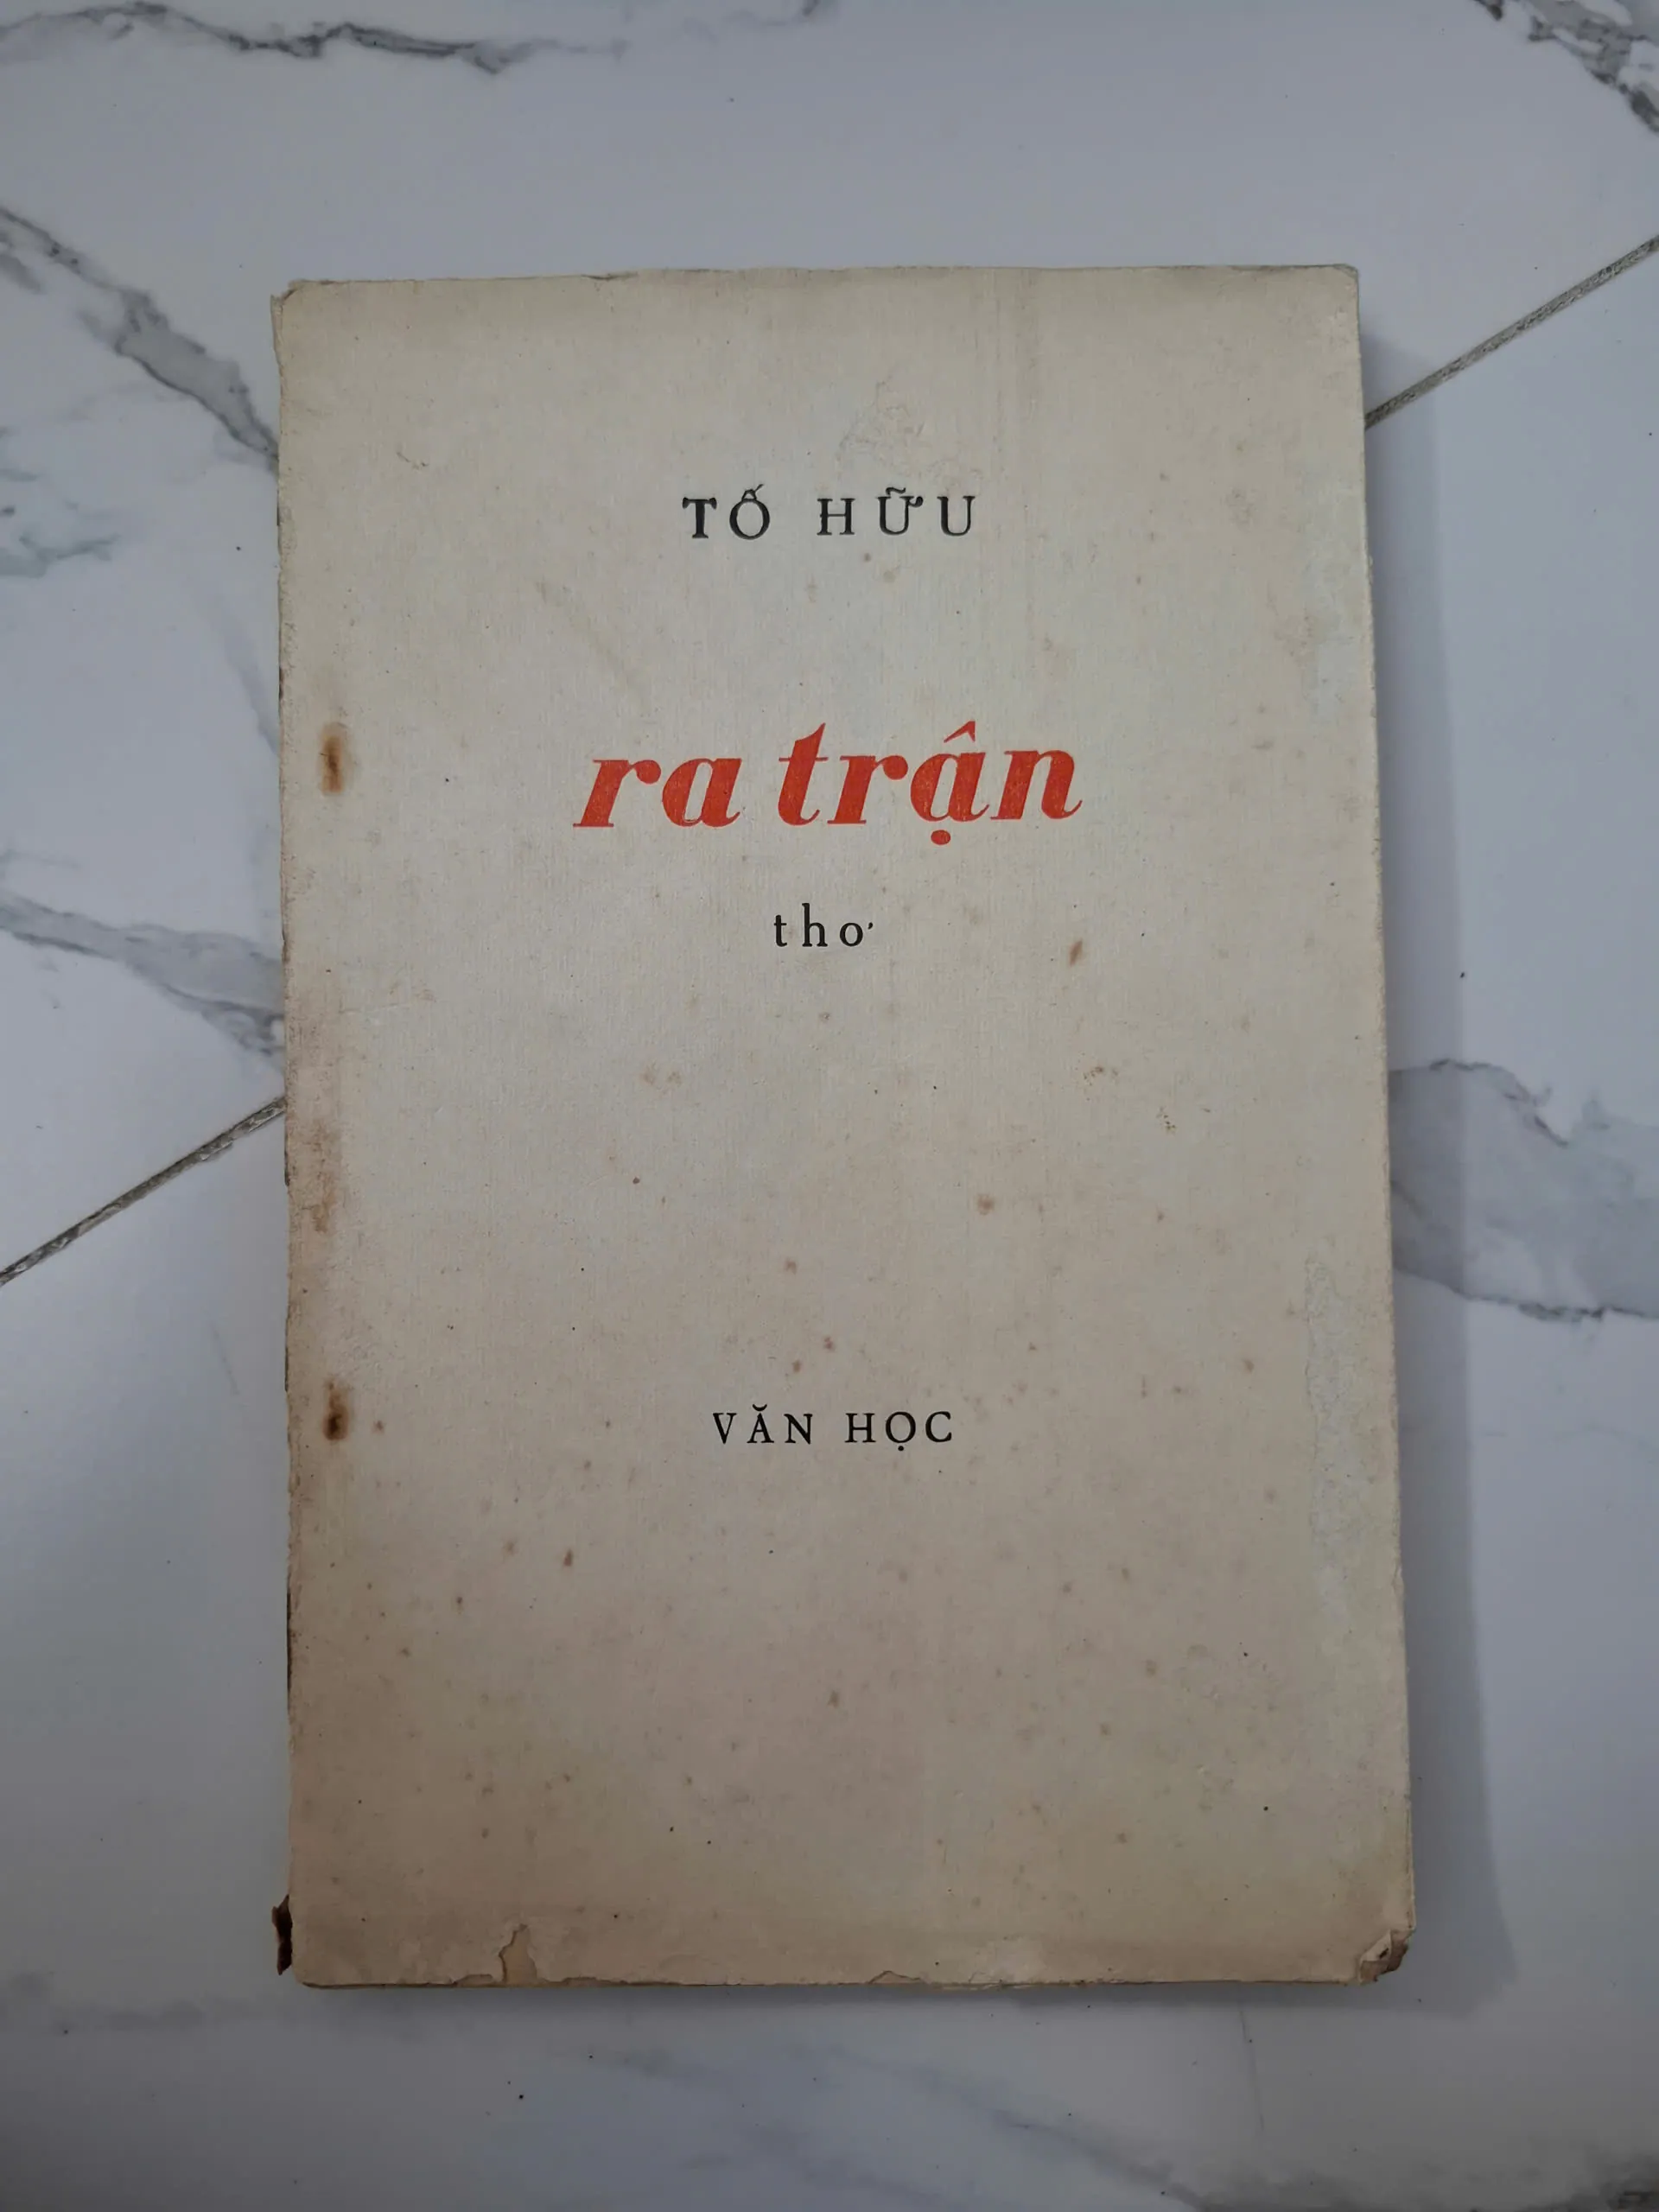 TỐ HỮU
ra trận
thơ
VĂN HỌC